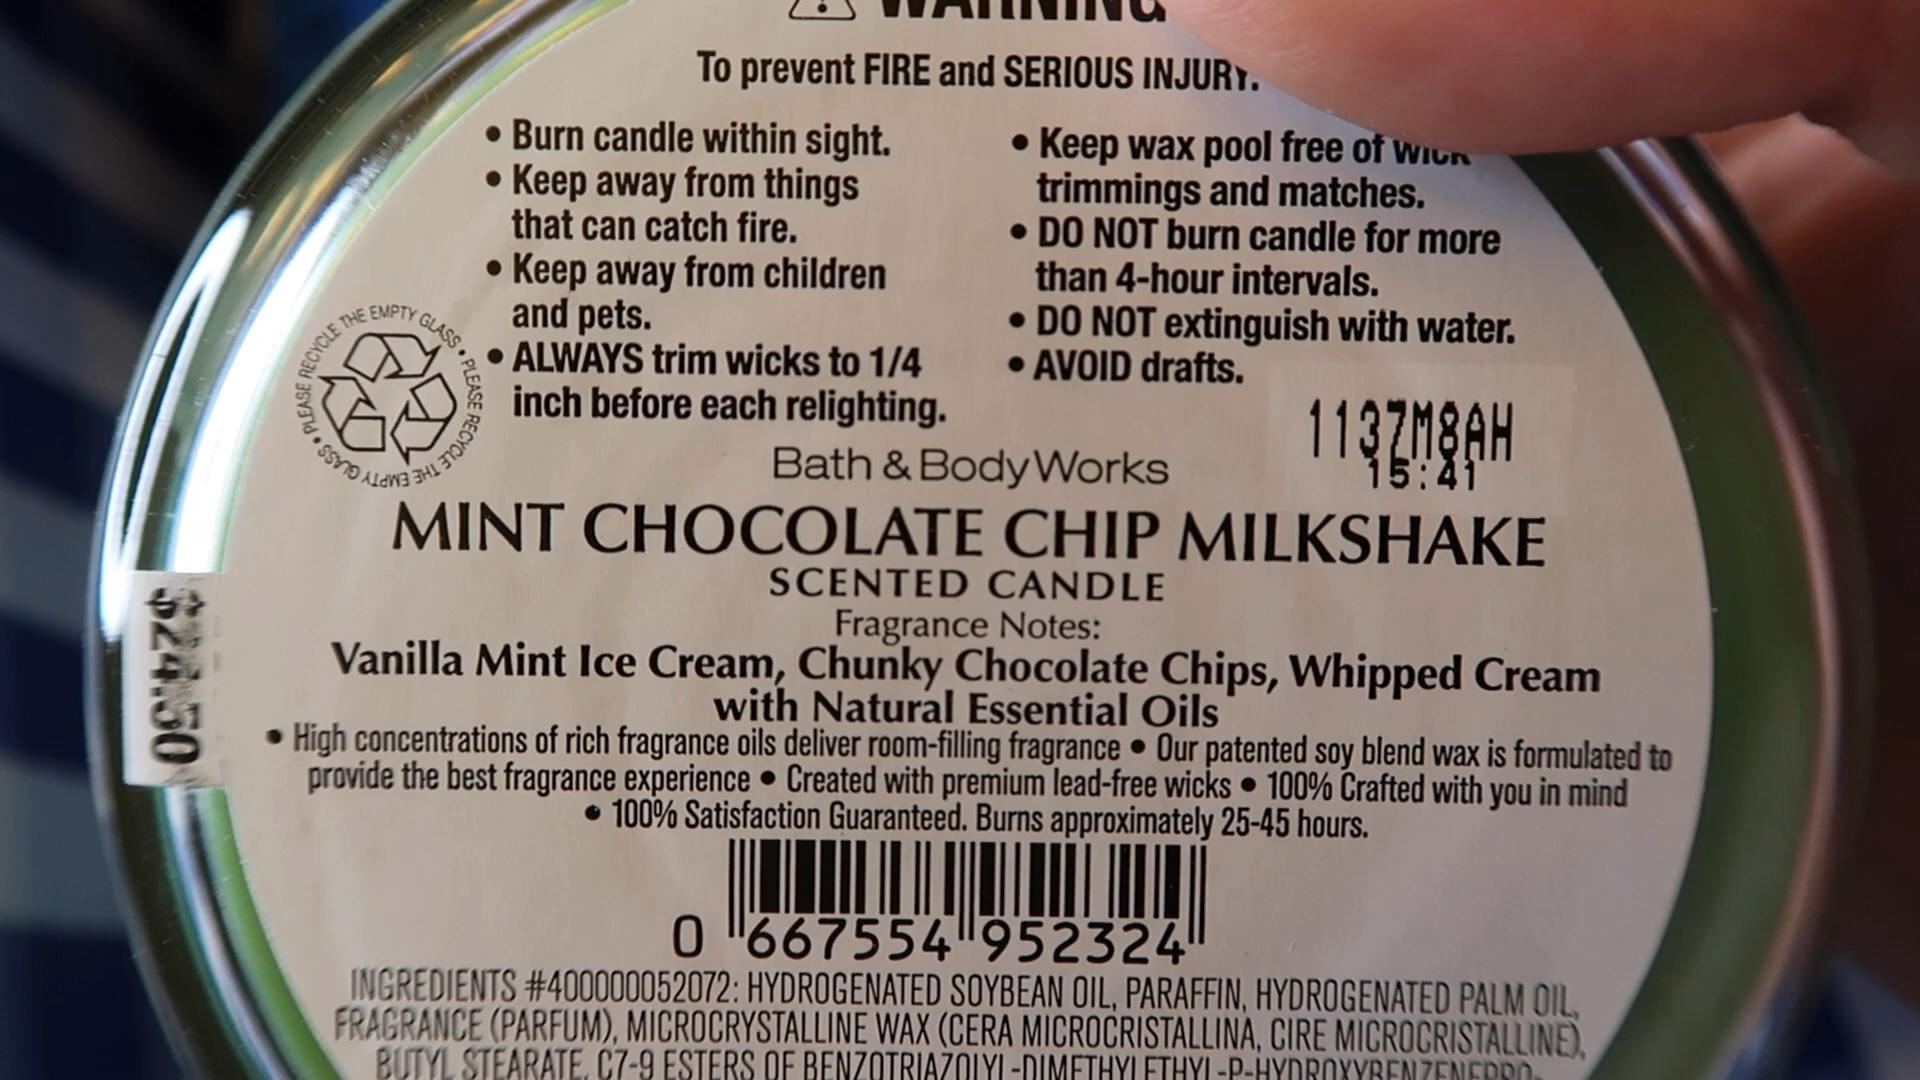 WARNING
To prevent FIRE and SERIOUS INJURY:
• Burn candle within sight.
• Keep away from things
that can catch fire.
• Keep away from children
and pets.
• ALWAYS trim wicks to 1/4
inch before each relighting.
• Keep wax pool free of wick
trimmings and matches.
• DO NOT burn candle for more
than 4-hour intervals.
• DO NOT extinguish with water.
• AVOID drafts.
PLEASE RECYCLE THE EMPTY GLASS • PLEASE RECYCLE THE EMPTY GLASS •
1137M8AH
15:41
Bath & Body Works
MINT CHOCOLATE CHIP MILKSHAKE
SCENTED CANDLE
Fragrance Notes:
Vanilla Mint Ice Cream, Chunky Chocolate Chips, Whipped Cream
with Natural Essential Oils
• High concentrations of rich fragrance oils deliver room-filling fragrance • Our patented soy blend wax is formulated to
provide the best fragrance experience • Created with premium lead-free wicks • 100% Crafted with you in mind
• 100% Satisfaction Guaranteed. Burns approximately 25-45 hours.
$24.50
0 667554 952324
INGREDIENTS #400000052072: HYDROGENATED SOYBEAN OIL, PARAFFIN, HYDROGENATED PALM OIL,
FRAGRANCE (PARFUM), MICROCRYSTALLINE WAX (CERA MICROCRISTALLINA, CIRE MICROCRISTALLINE),
BUTYL STEARATE, C7-9 ESTERS OF BENZOTRIAZOLYL-DIMETHYLETHYL-P-HYDROXYBENZENEPRO-